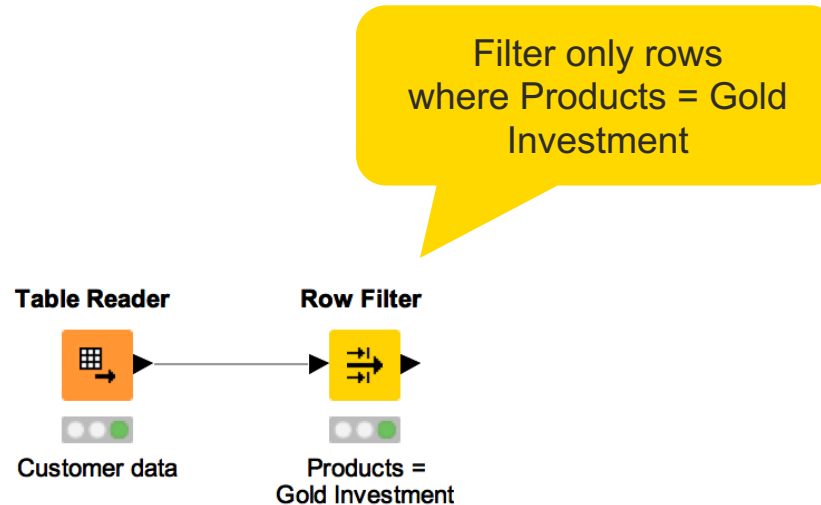 Filter only rows
where Products = Gold
Investment
Table Reader
Row Filter
Customer data
Products =
Gold Investment